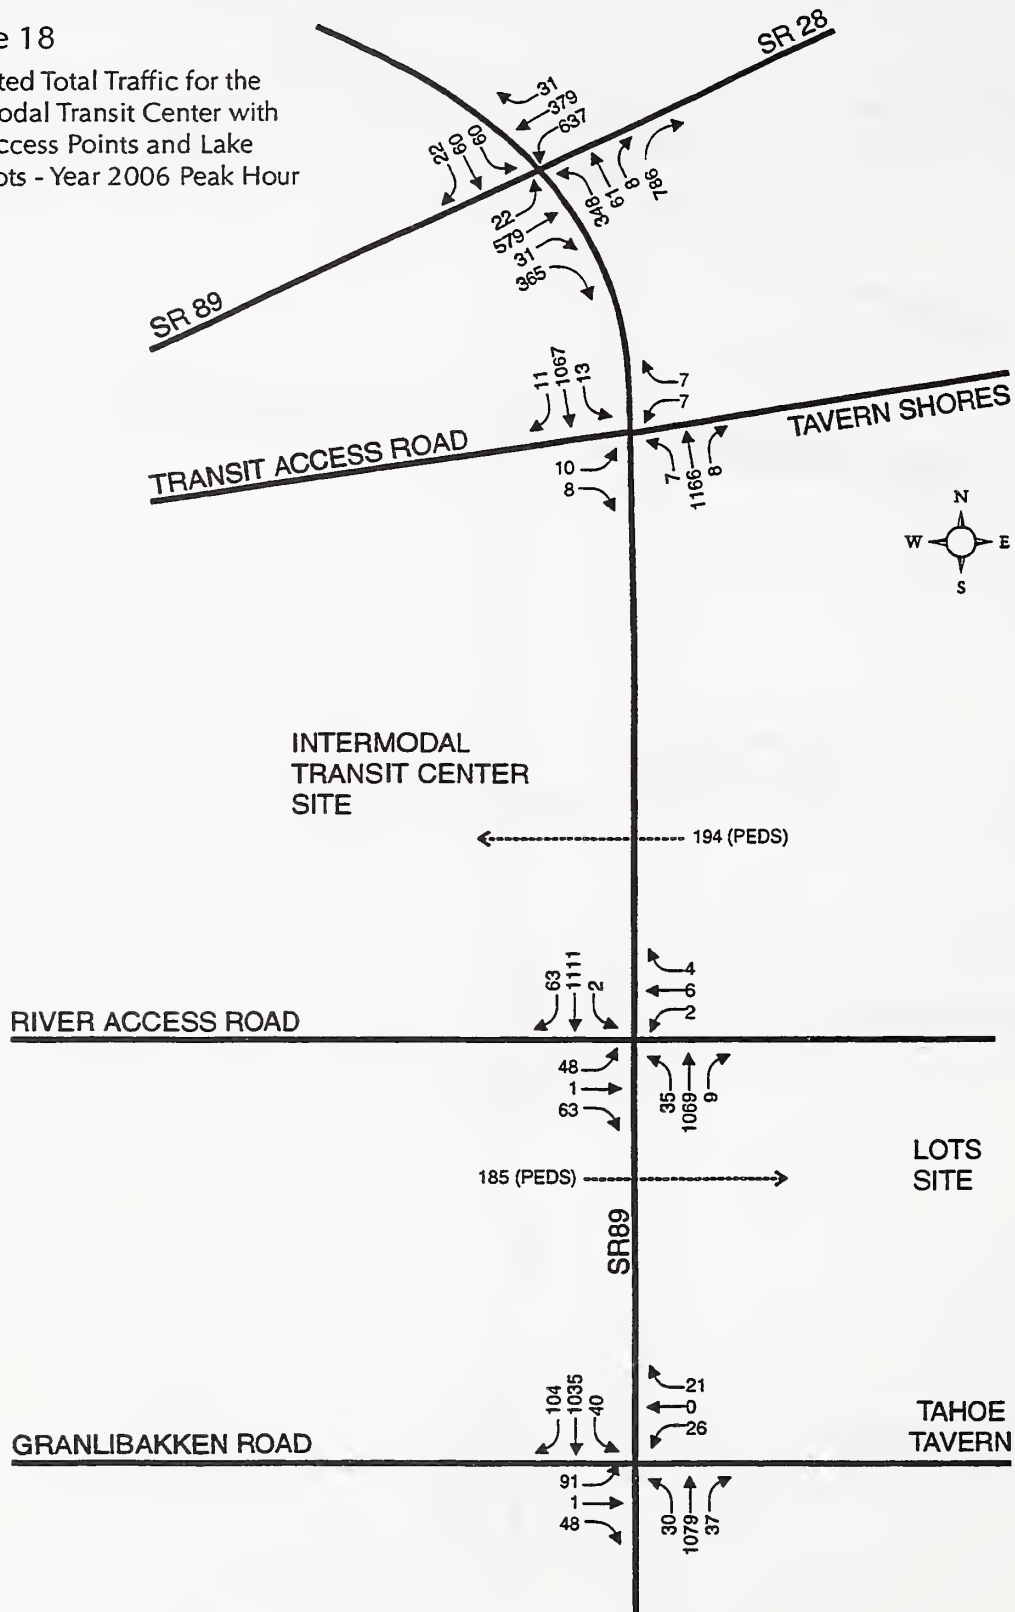 e 18
ted Total Traffic for the
odal Transit Center with
ccess Points and Lake
ots - Year 2006 Peak Hour
SR 28
31
379
637
22
60
60
348
61
8
786
22
579
31
365
SR 89
11
1067
13
7
7
TRANSIT ACCESS ROAD
TAVERN SHORES
10
8
7
1166
8
N
W
E
S
INTERMODAL
TRANSIT CENTER
SITE
194 (PEDS)
63
1111
2
4
6
2
RIVER ACCESS ROAD
48
1
63
35
1069
9
LOTS
SITE
185 (PEDS)
SR89
104
1035
40
21
0
26
GRANLIBAKKEN ROAD
TAHOE
TAVERN
91
1
48
30
1079
37